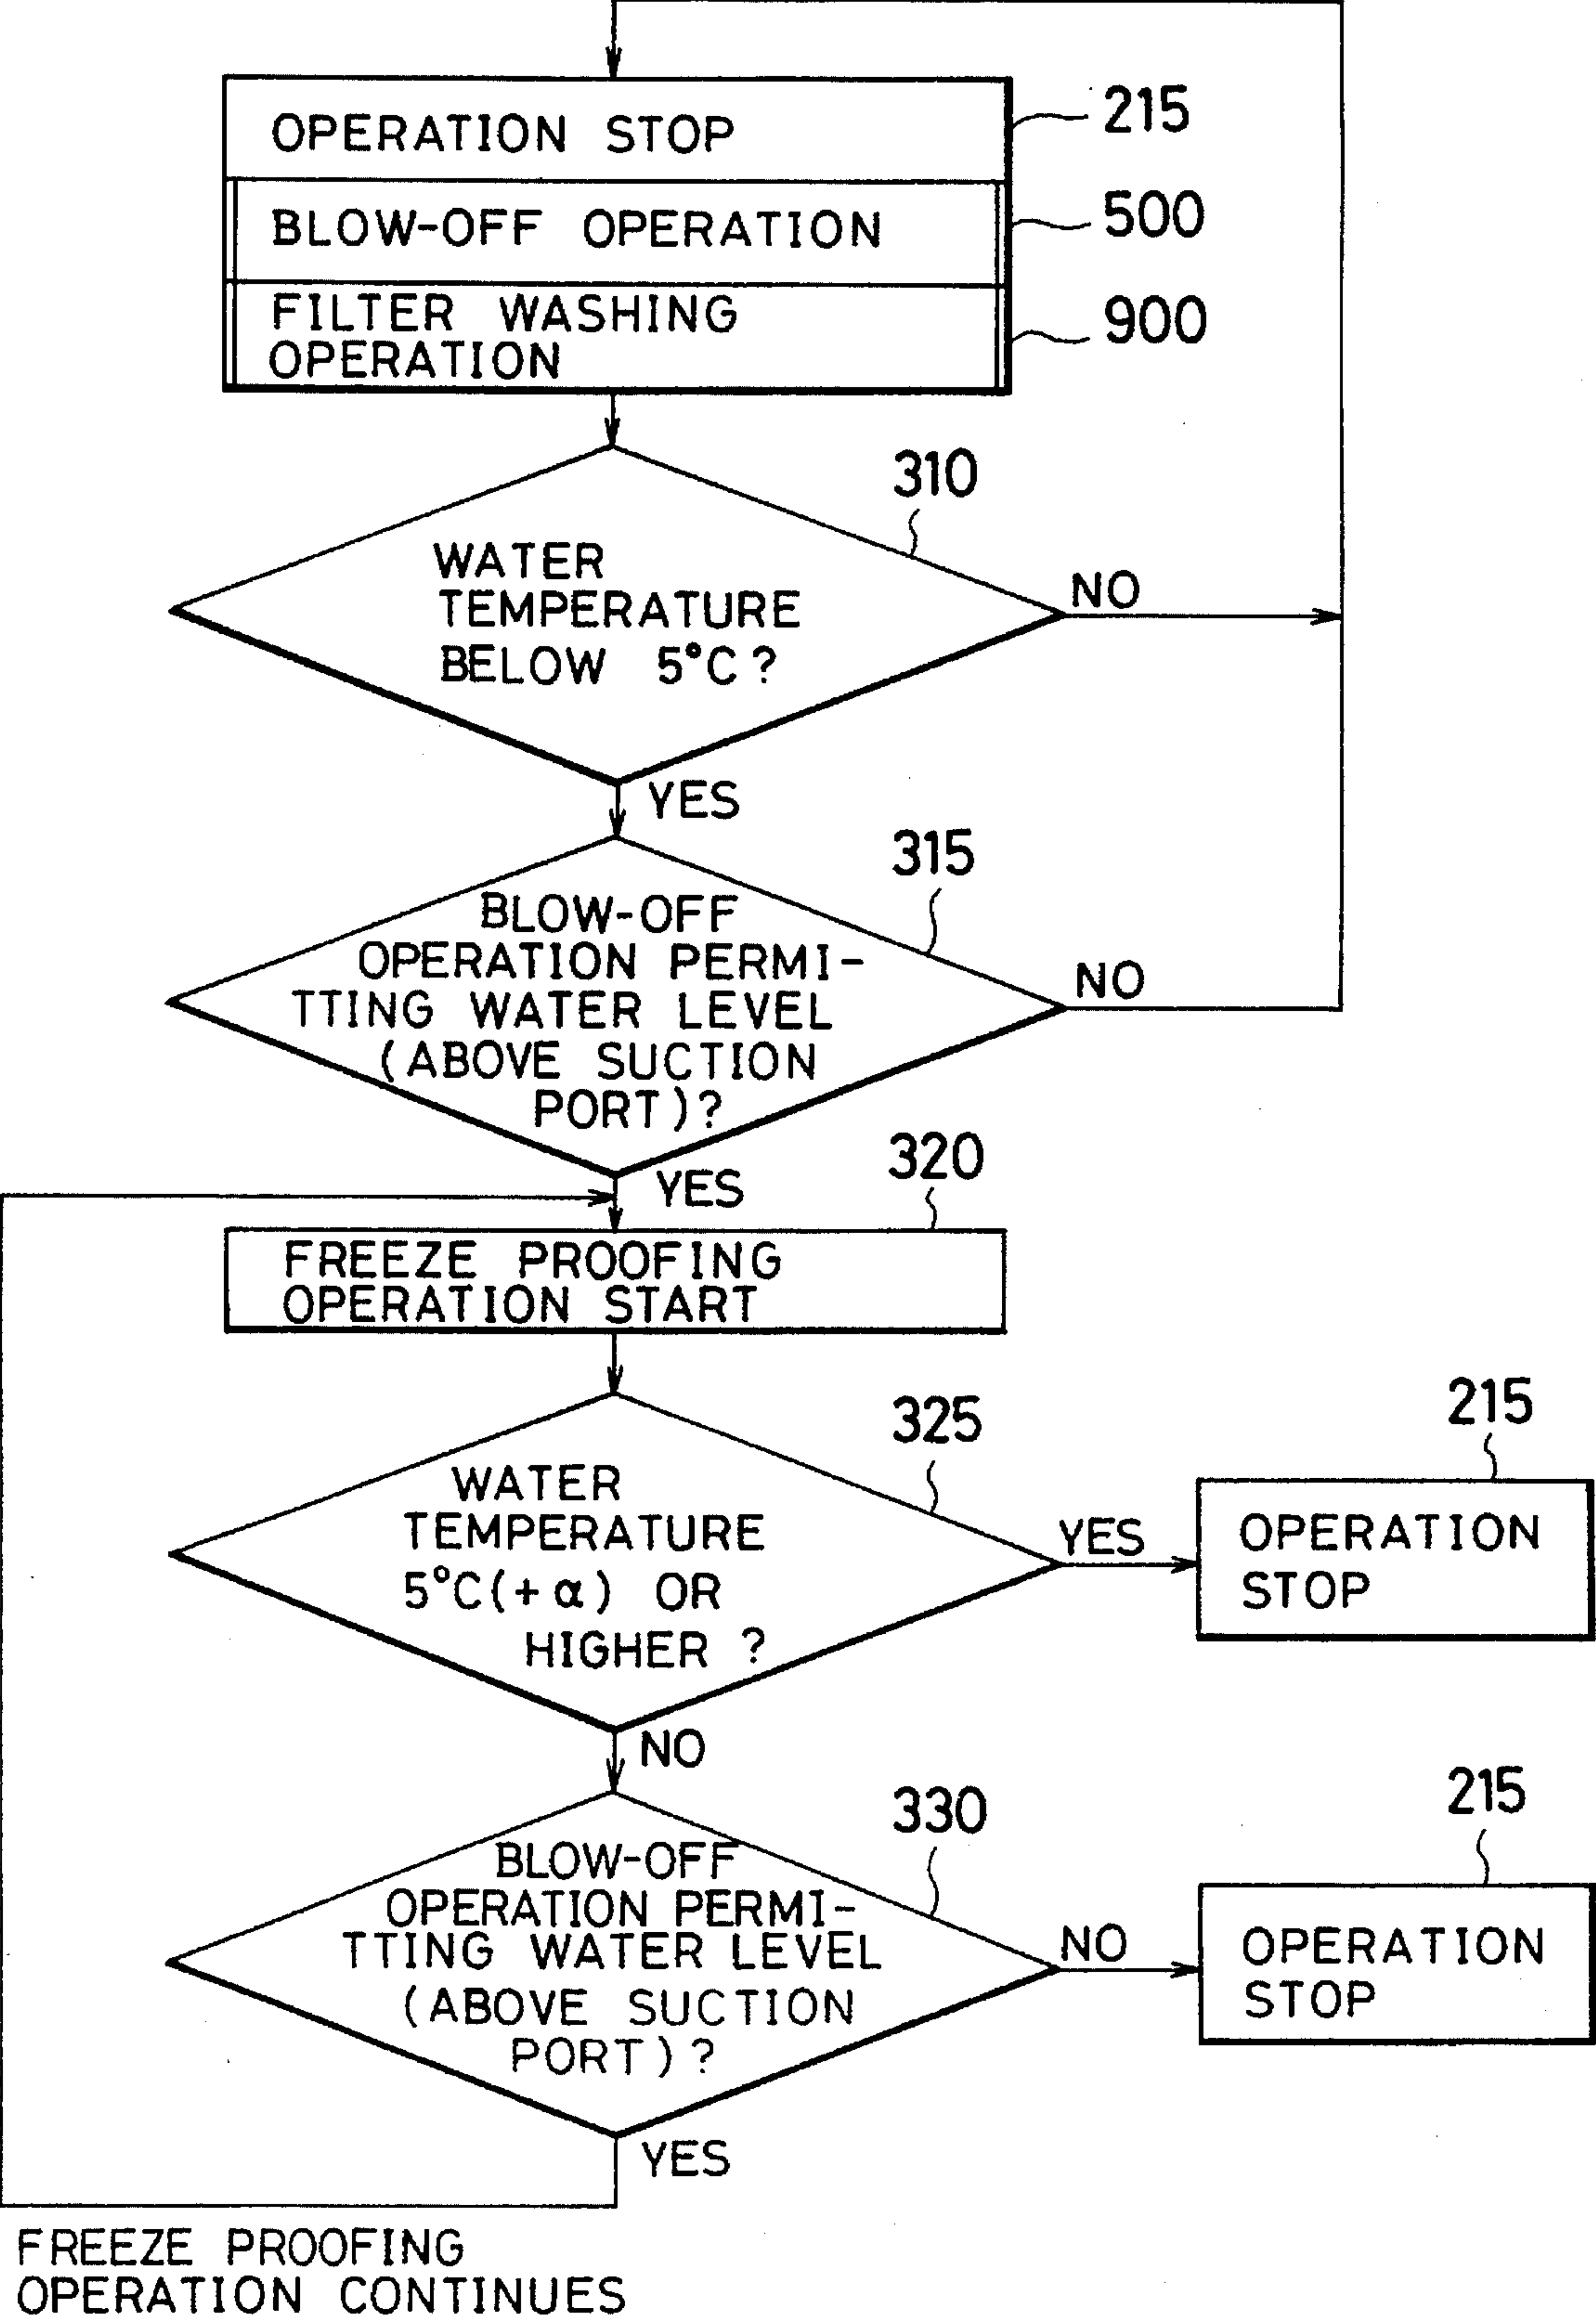 OPERATION STOP
215
BLOW-OFF OPERATION
500
FILTER WASHING
OPERATION
900
310
WATER
TEMPERATURE
BELOW 5°C?
NO
YES
315
BLOW-OFF
OPERATION PERMI-
TTING WATER LEVEL
(ABOVE SUCTION
PORT)?
NO
YES
320
FREEZE PROOFING
OPERATION START
325
WATER
TEMPERATURE
5°C(+α) OR
HIGHER ?
YES
215
OPERATION
STOP
NO
330
BLOW-OFF
OPERATION PERMI-
TTING WATER LEVEL
(ABOVE SUCTION
PORT)?
NO
215
OPERATION
STOP
YES
FREEZE PROOFING
OPERATION CONTINUES